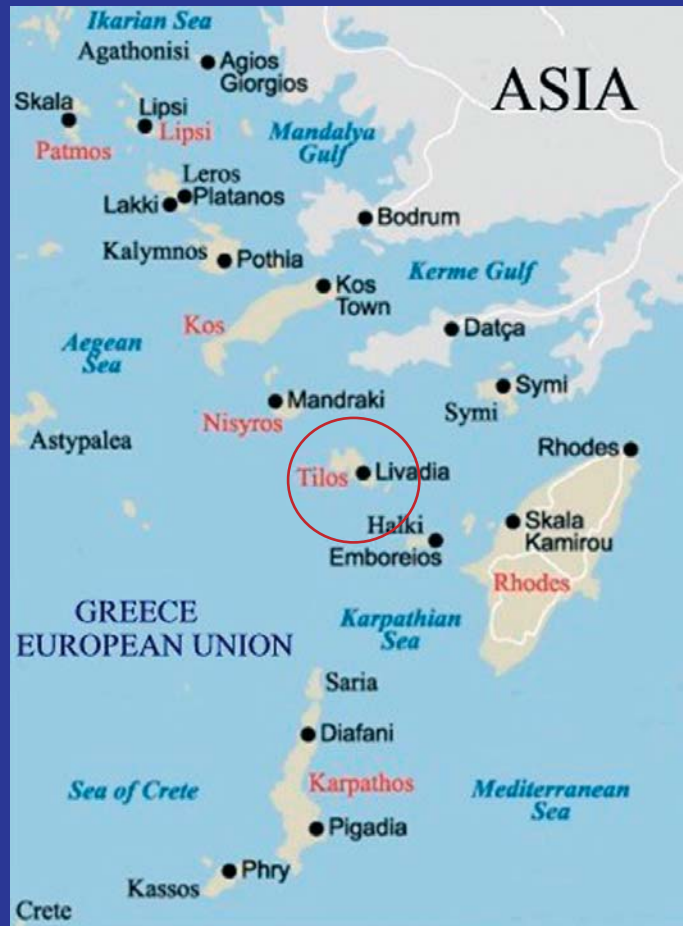 Ikarian Sea
Agathonisi
Agios
Giorgios
ASIA
Skala
Lipsi
Patmos
Lipsi
Mandalya
Gulf
Leros
Platanos
Lakki
Bodrum
Kalymnos
Pothia
Kerme Gulf
Kos
Town
Kos
Datça
Aegean
Sea
Symi
Mandraki
Symi
Nisyros
Astypalea
Rhodes
Tilos
Livadia
Halki
Skala
Kamirou
Emboreios
Rhodes
GREECE
EUROPEAN UNION
Karpathian
Sea
Saria
Diafani
Sea of Crete
Karpathos
Mediterranean
Sea
Pigadia
Phry
Kassos
Crete